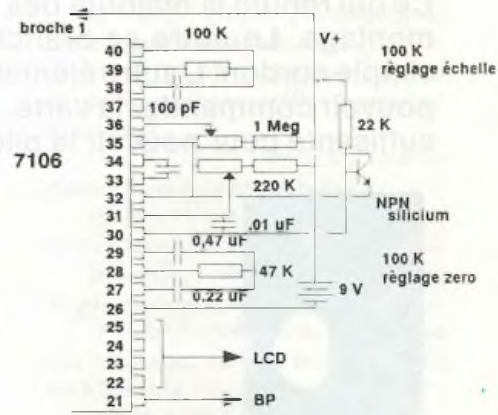 broche 1
100 K
V+
40
39
38
37
36
35
34
33
32
31
30
29
28
27
26
25
24
23
22
21
7106
100 K
règlage échelle
100 pF
1 Meg
22 K
220 K
NPN
silicium
.01 uF
0,47 uF
47 K
0.22 uF
100 K
règlage zero
9 V
LCD
BP